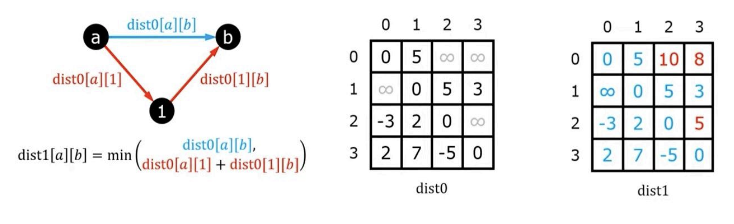 dist0[a][b]
a
b
dist0[a][1]
dist0[1][b]
1
dist1[a][b] = min( dist0[a][b],
dist0[a][1] + dist0[1][b] )
0 1 2 3
0 0 5 ∞ ∞
1 ∞ 0 5 3
2 -3 2 0 ∞
3 2 7 -5 0
dist0
0 1 2 3
0 0 5 10 8
1 ∞ 0 5 3
2 -3 2 0 5
3 2 7 -5 0
dist1